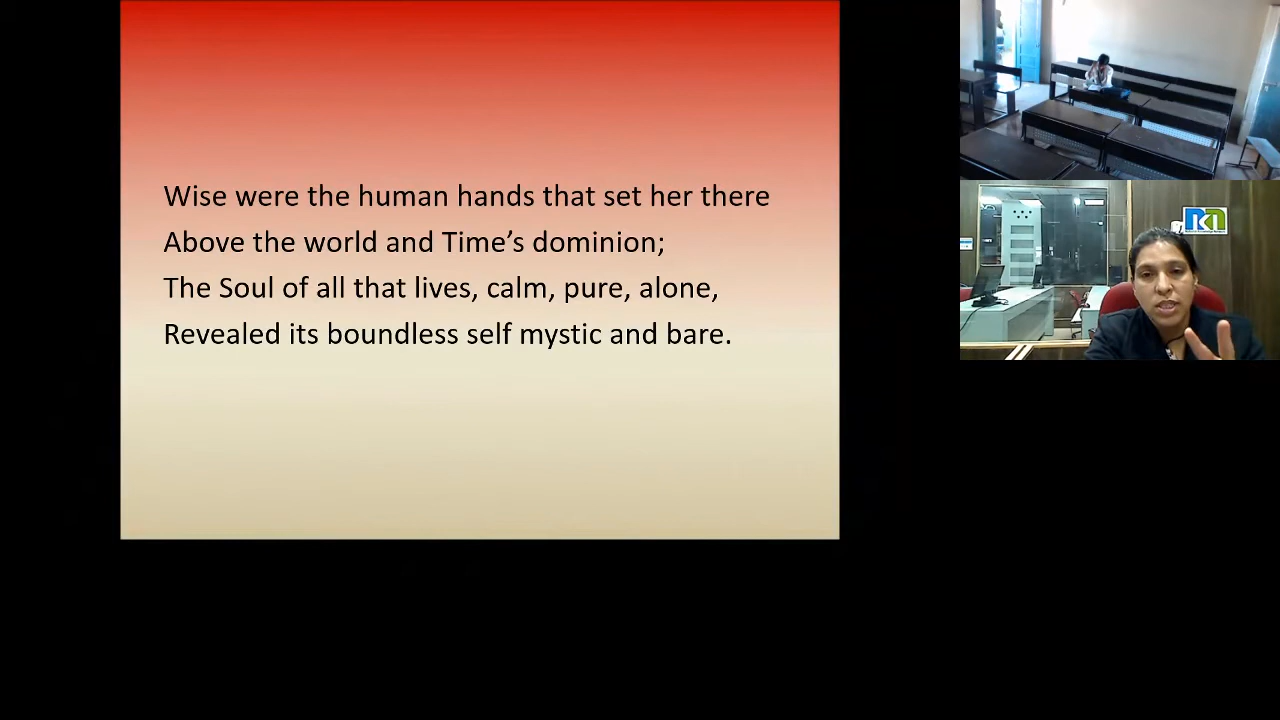 Wise were the human hands that set her there
Above the world and Time’s dominion;
The Soul of all that lives, calm, pure, alone,
Revealed its boundless self mystic and bare.